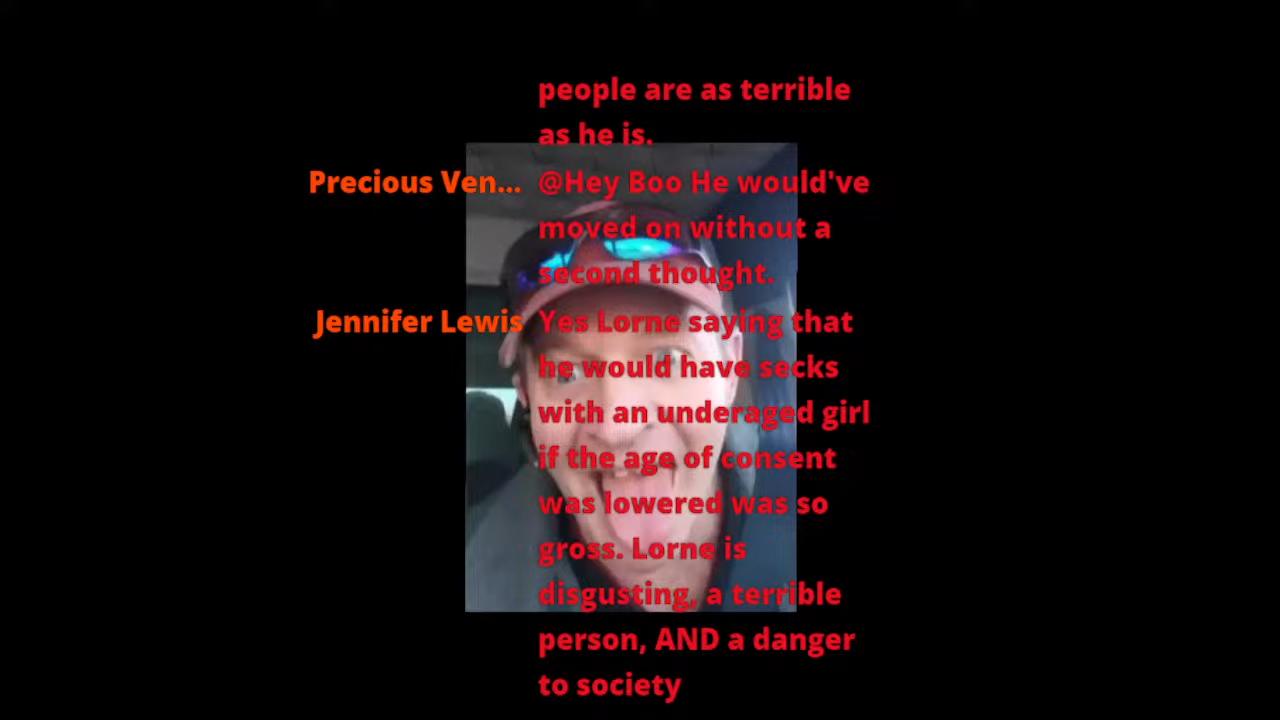 people are as terrible
as he is.
Precious Ven... @Hey Boo He would've
moved on without a
second thought.
Jennifer Lewis Yes Lorne saying that
he would have secks
with an underaged girl
if the age of consent
was lowered was so
gross. Lorne is
disgusting, a terrible
person, AND a danger
to society